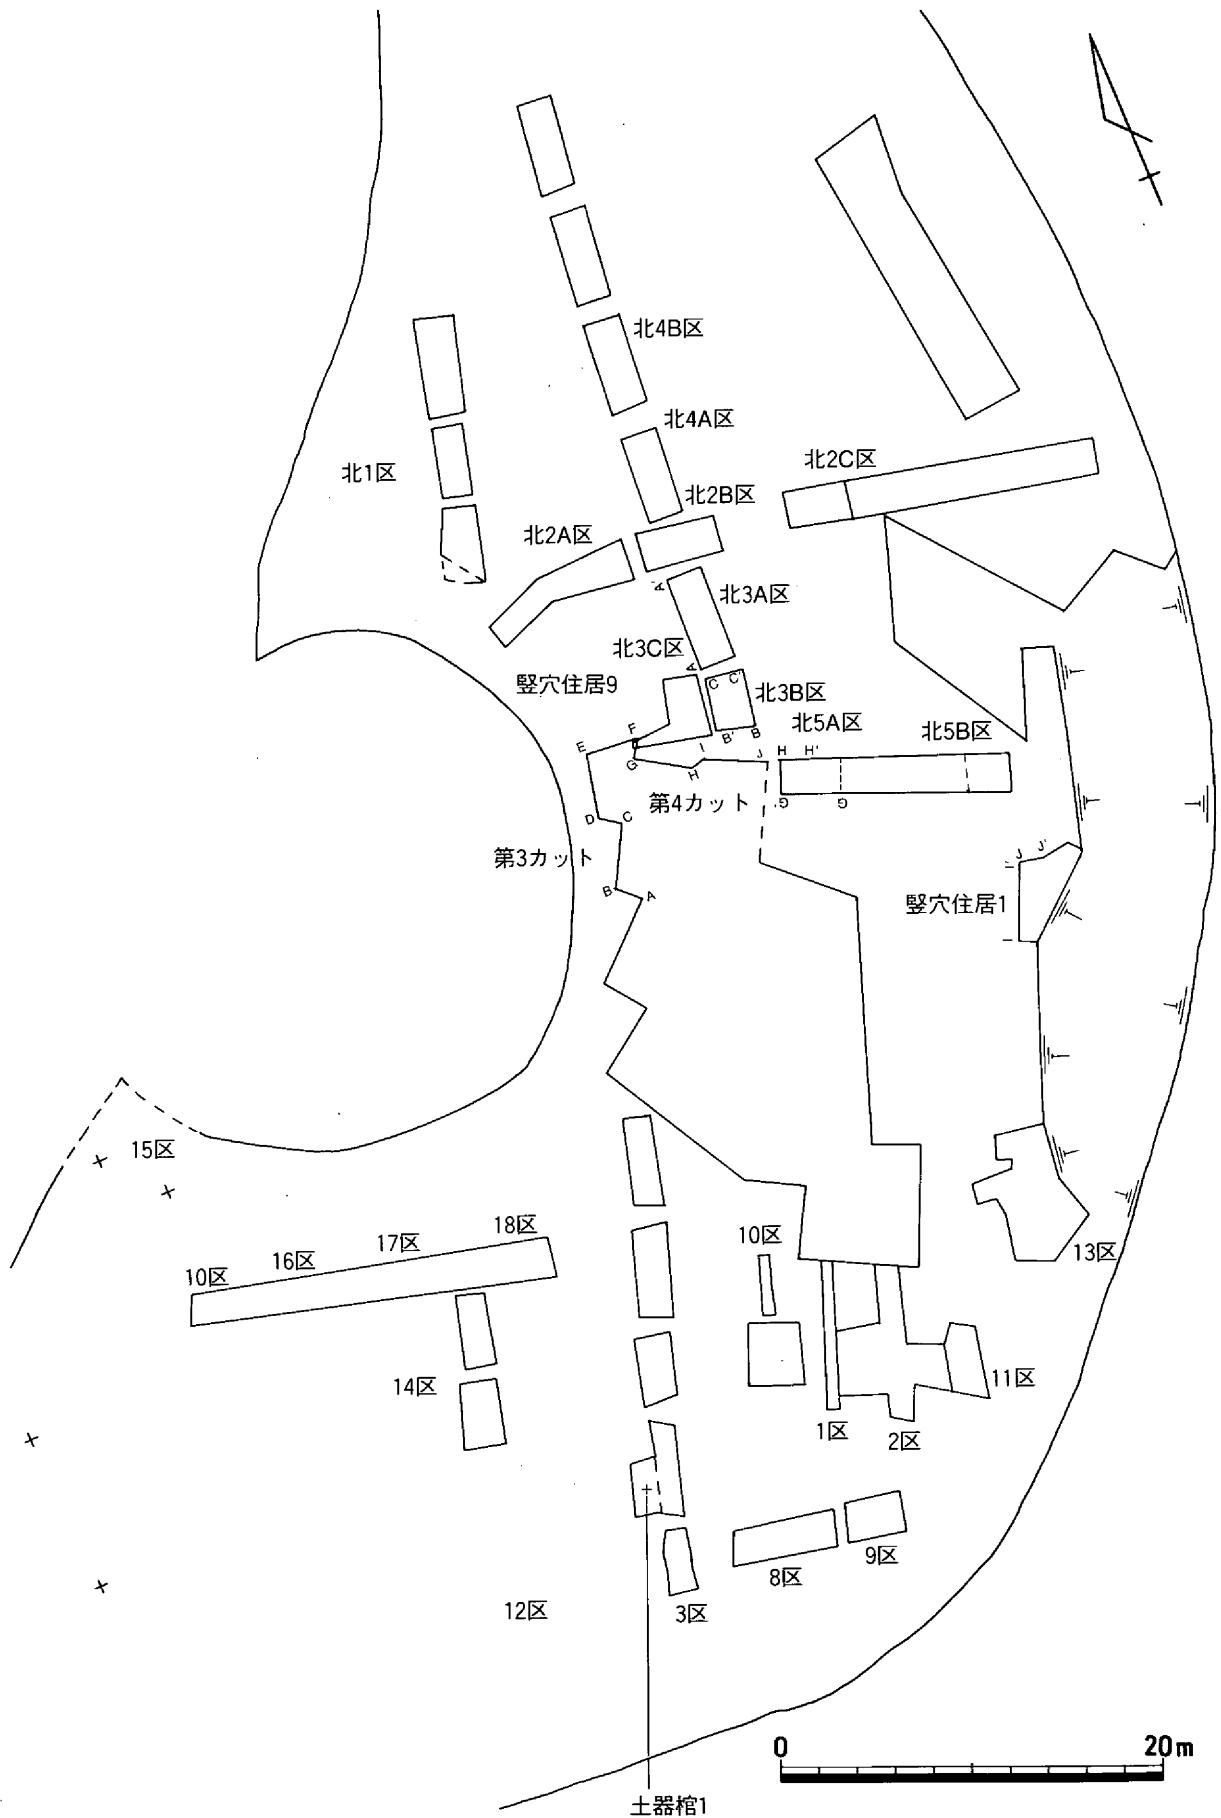 北4B区
北4A区
北1区
北2C区
北2B区
北2A区
A'
北3A区
北3C区
A
竪穴住居9
C C'
北3B区
北5A区
北5B区
F
B' B
E
I
J
H H'
G
H
第4カット
G' G
D C
第3カット
J J'
I'
B A
竪穴住居1
I
15区
18区
17区
10区
16区
13区
10区
14区
11区
1区
2区
9区
8区
12区
3区
0 20m
土器棺1